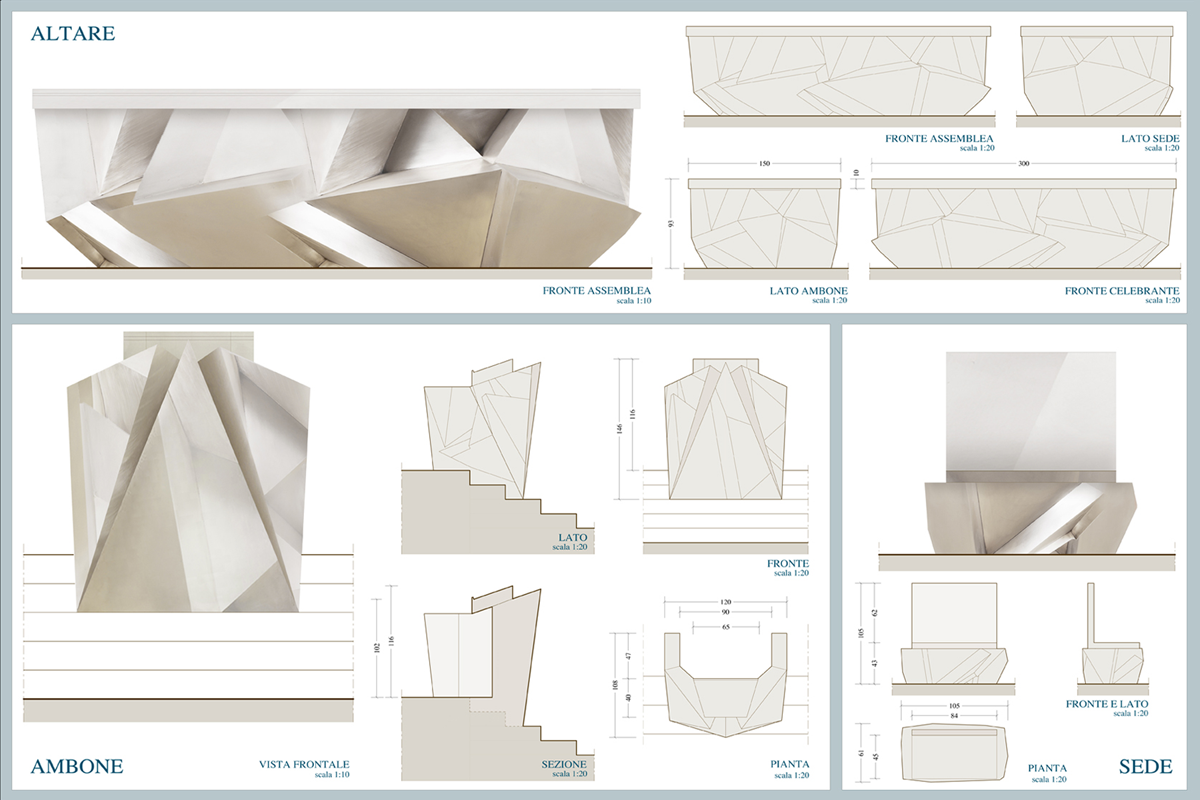 ALTARE
FRONTE ASSEMBLEA
scala 1:10
FRONTE ASSEMBLEA
scala 1:20
LATO SEDE
scala 1:20
150
10
300
93
LATO AMBONE
scala 1:20
FRONTE CELEBRANTE
scala 1:20
AMBONE
VISTA FRONTALE
scala 1:10
LATO
scala 1:20
146
116
FRONTE
scala 1:20
102
116
SEZIONE
scala 1:20
120
90
65
108
47
40
PIANTA
scala 1:20
105
62
43
FRONTE E LATO
scala 1:20
105
84
61
45
PIANTA
scala 1:20
SEDE